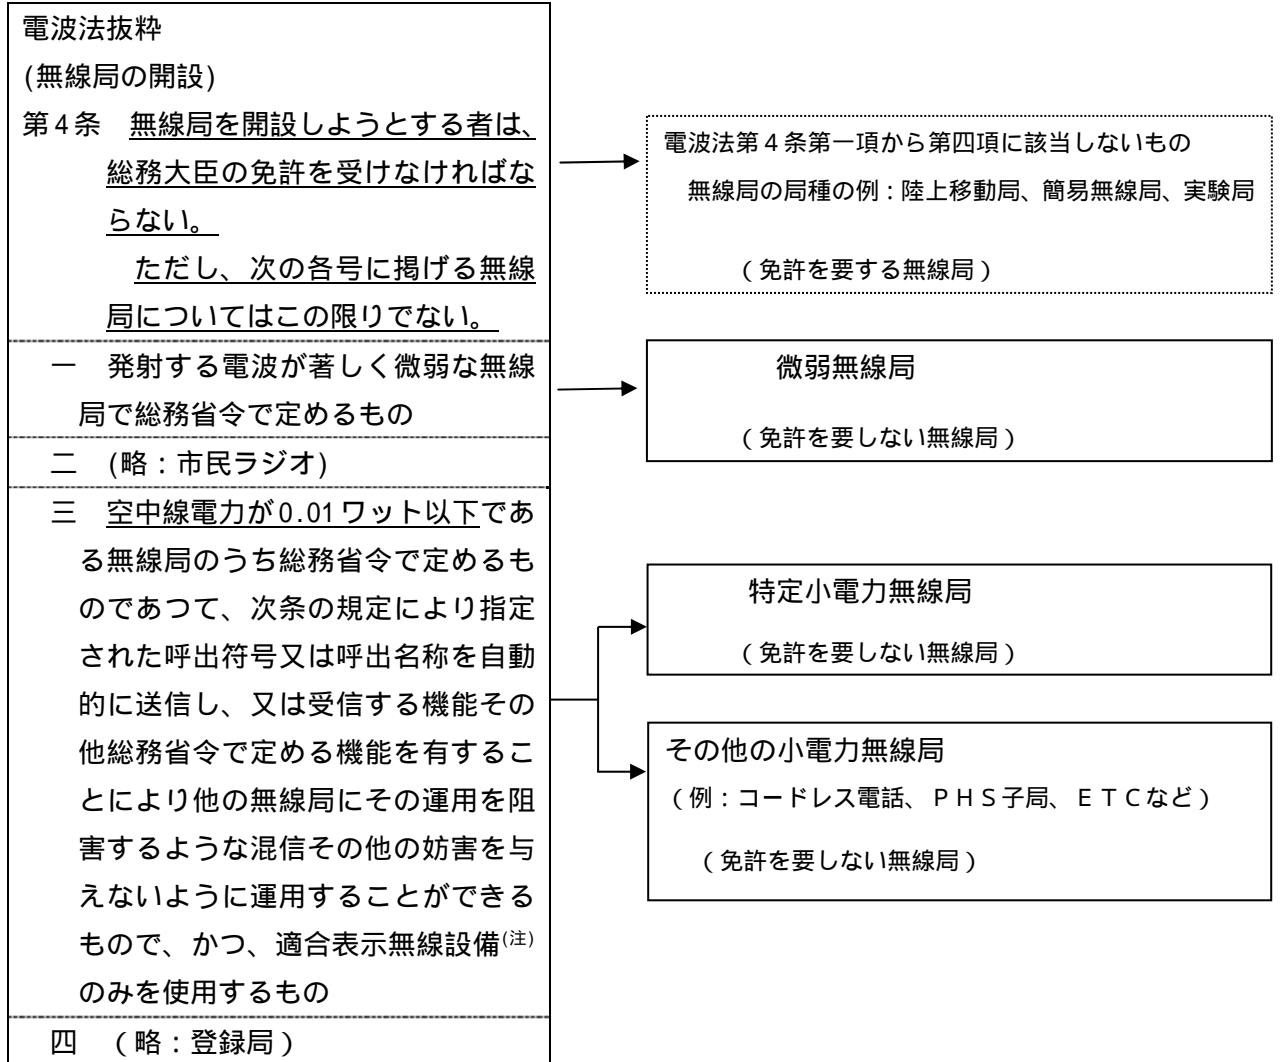 電波法抜粋
(無線局の開設)
第4条　無線局を開設しようとする者は、
総務大臣の免許を受けなければな
らない。
ただし、次の各号に掲げる無線
局についてはこの限りでない。
一　発射する電波が著しく微弱な無線
局で総務省令で定めるもの
二　(略：市民ラジオ)
三　空中線電力が0.01ワット以下であ
る無線局のうち総務省令で定めるも
のであつて、次条の規定により指定
された呼出符号又は呼出名称を自動
的に送信し、又は受信する機能その
他総務省令で定める機能を有するこ
とにより他の無線局にその運用を阻
害するような混信その他の妨害を与
えないように運用することができる
もので、かつ、適合表示無線設備(注)
のみを使用するもの
四　（略：登録局）
電波法第４条第一項から第四項に該当しないもの
無線局の局種の例：陸上移動局、簡易無線局、実験局
（免許を要する無線局）
微弱無線局
（免許を要しない無線局）
特定小電力無線局
（免許を要しない無線局）
その他の小電力無線局
（例：コードレス電話、ＰＨＳ子局、ＥＴＣなど）
（免許を要しない無線局）